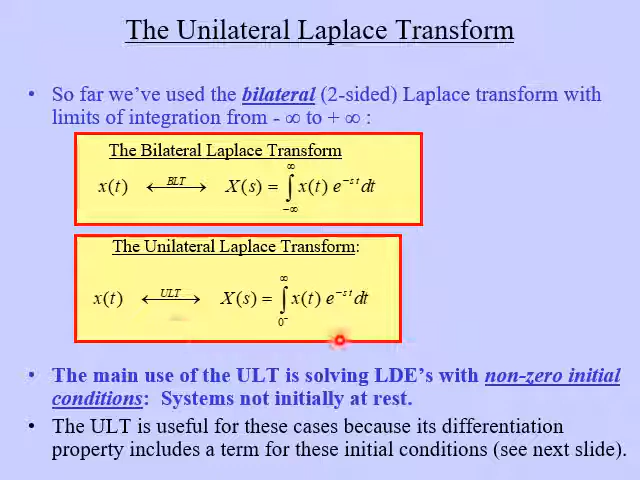 The Unilateral Laplace Transform
• So far we've used the bilateral (2-sided) Laplace transform with
limits of integration from - ∞ to + ∞ :
The Bilateral Laplace Transform
x(t) ←BLT→ X(s) = ∫_{-∞}^{∞} x(t) e^{-st} dt
The Unilateral Laplace Transform:
x(t) ←ULT→ X(s) = ∫_{0⁻}^{∞} x(t) e^{-st} dt
• The main use of the ULT is solving LDE's with non-zero initial
conditions: Systems not initially at rest.
• The ULT is useful for these cases because its differentiation
property includes a term for these initial conditions (see next slide).